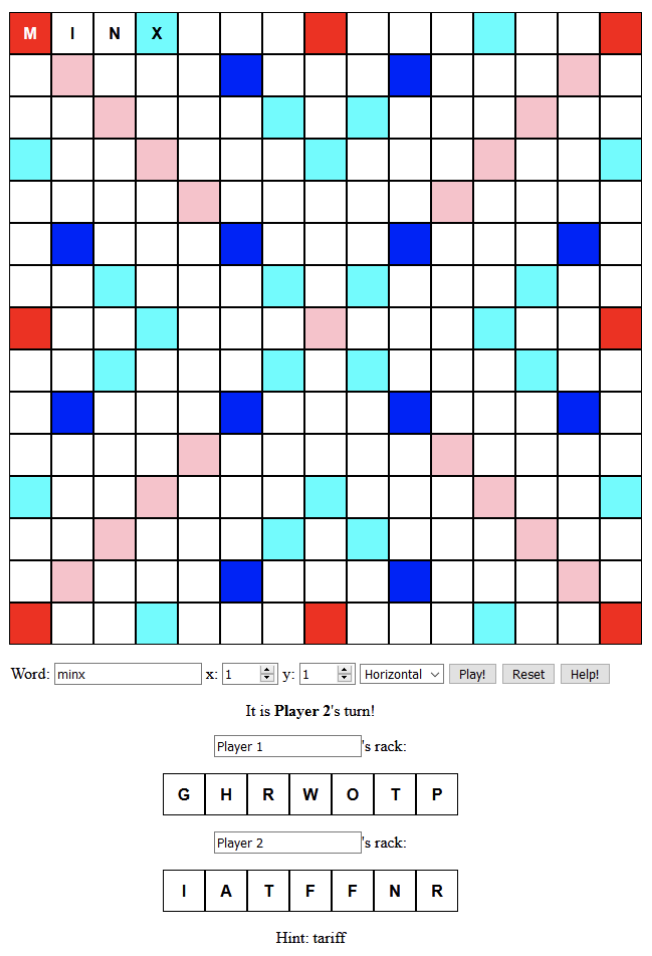 M I N X
Word: minx x: 1 y: 1 Horizontal Play! Reset Help!
It is Player 2's turn!
Player 1's rack:
G H R W O T P
Player 2's rack:
I A T F F N R
Hint: tariff